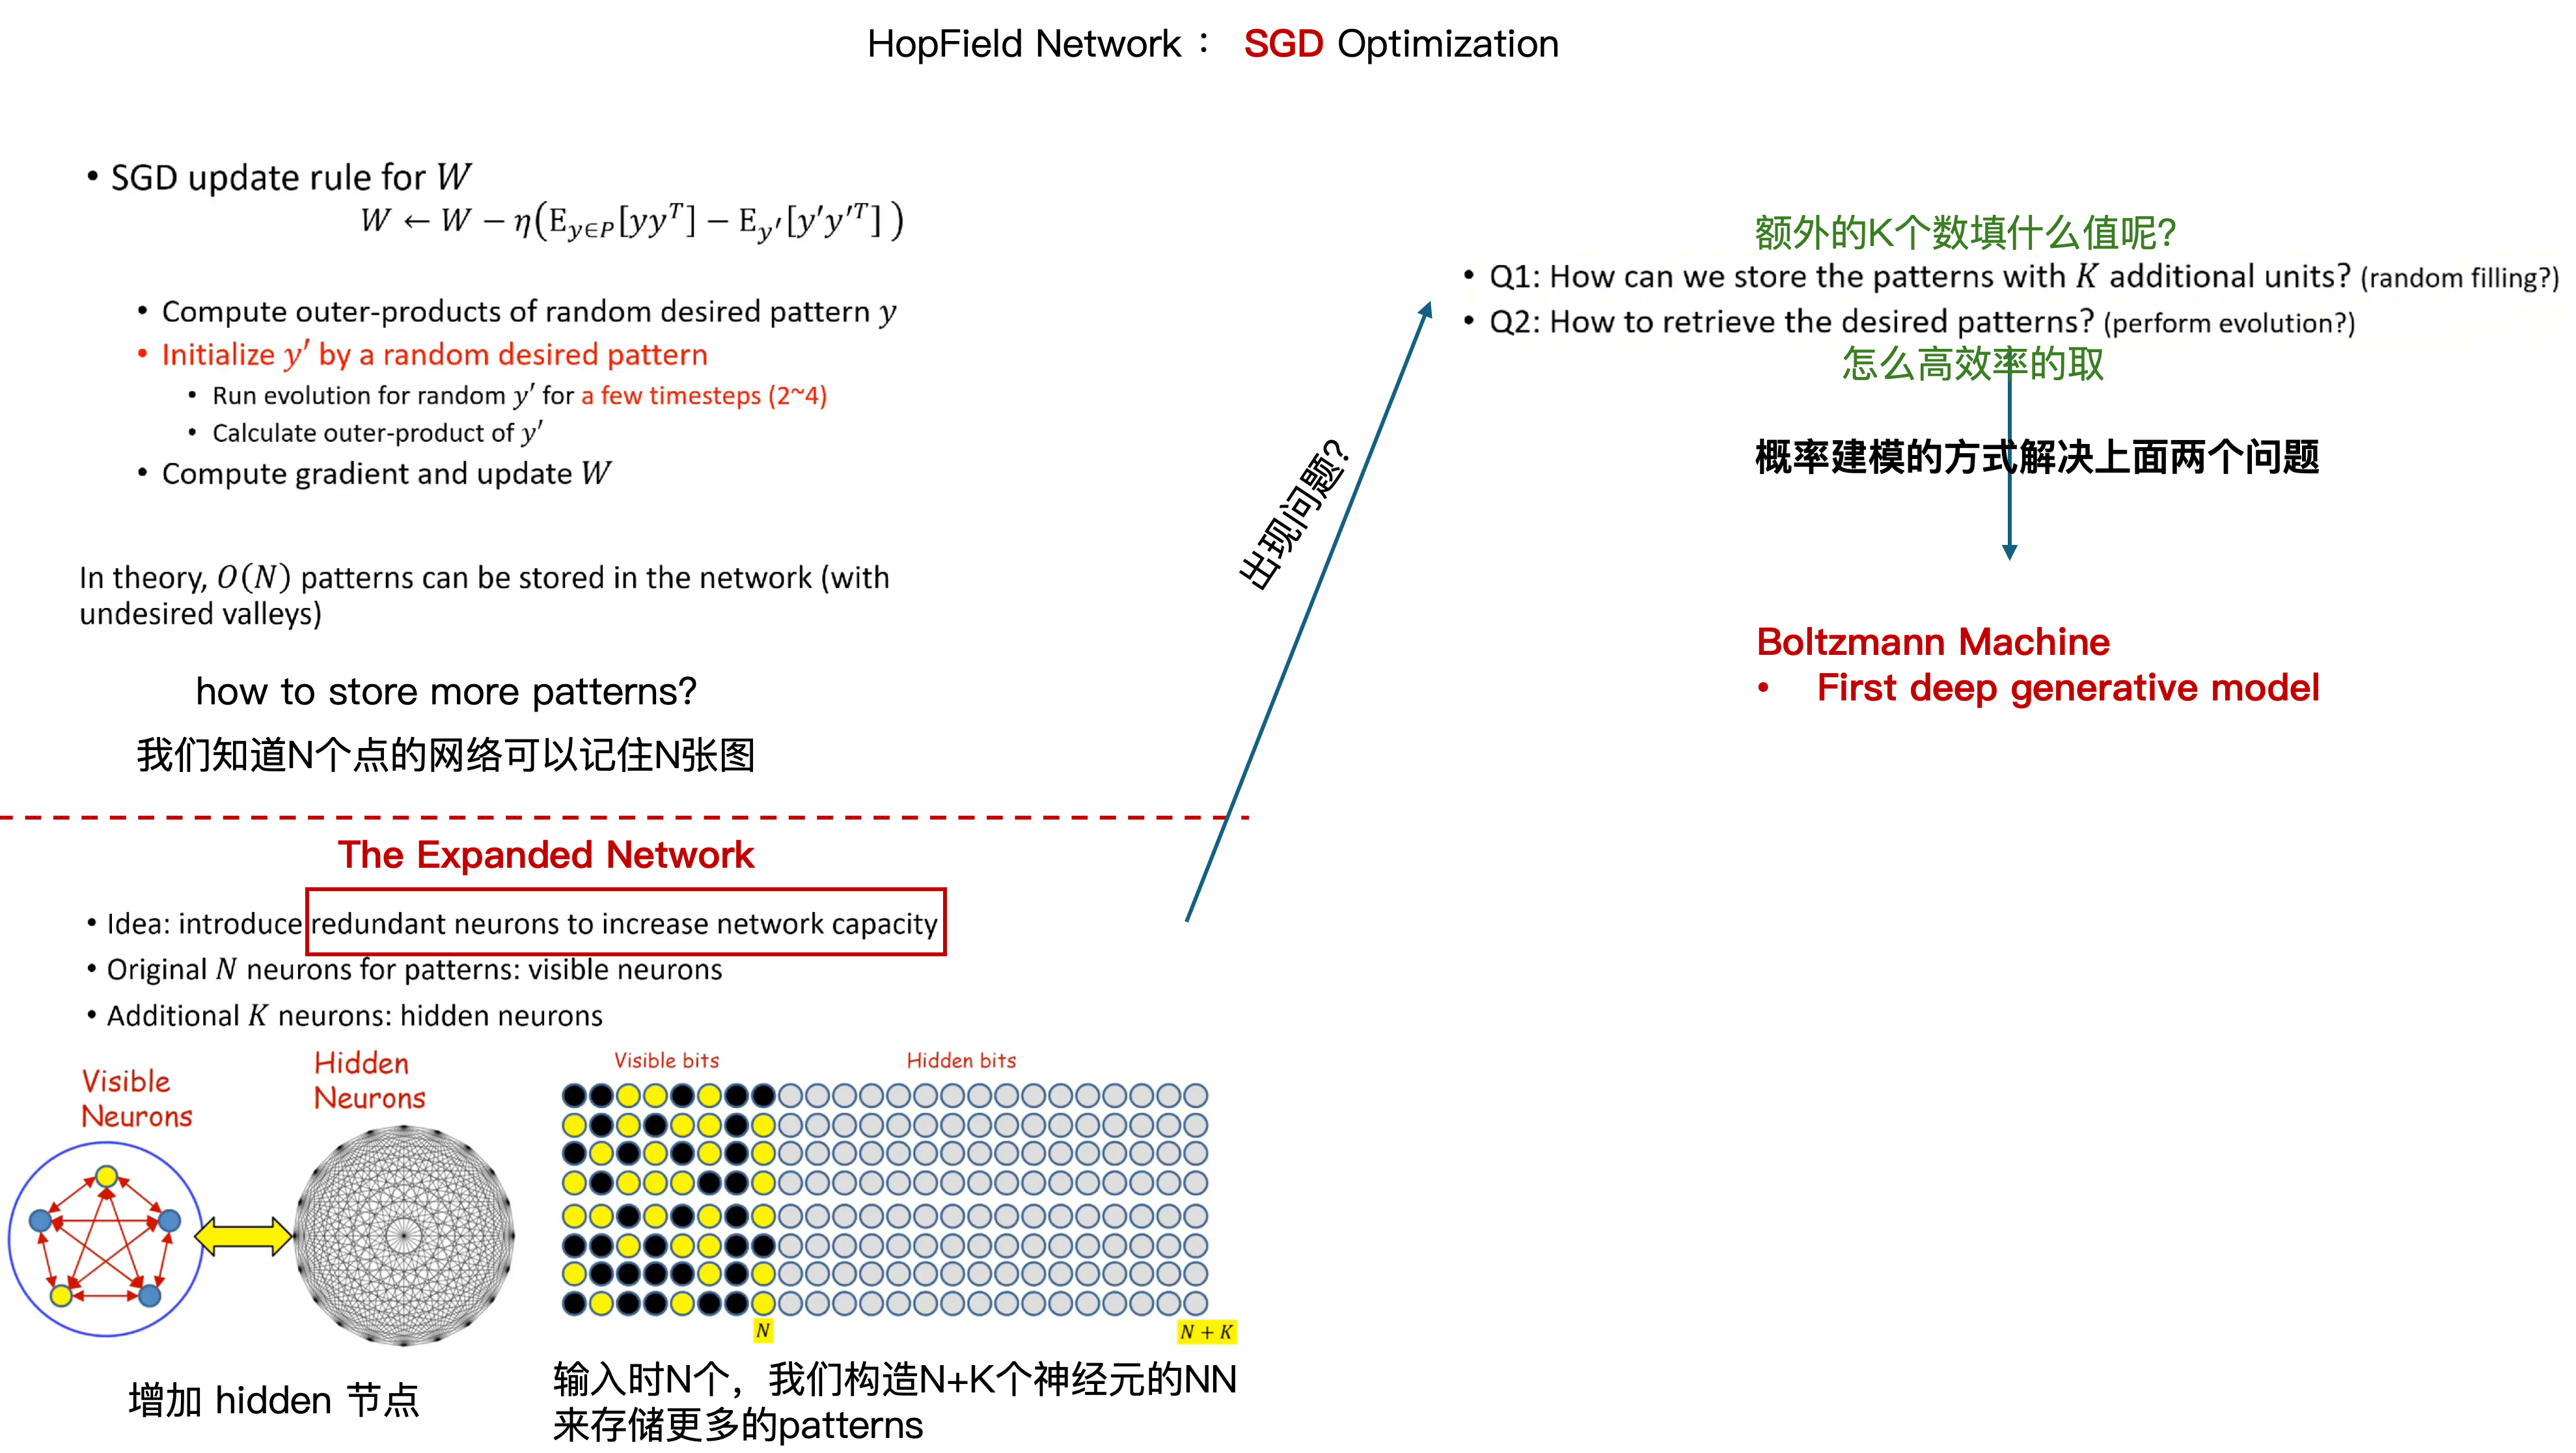 HopField Network： SGD Optimization
• SGD update rule for W
W ← W − η(E_{y∈P}[yy^T] − E_{y′}[y′y′^T])
• Compute outer-products of random desired pattern y
• Initialize y′ by a random desired pattern
• Run evolution for random y′ for a few timesteps (2~4)
• Calculate outer-product of y′
• Compute gradient and update W
In theory, O(N) patterns can be stored in the network (with
undesired valleys)
how to store more patterns?
我们知道N个点的网络可以记住N张图
The Expanded Network
• Idea: introduce redundant neurons to increase network capacity
• Original N neurons for patterns: visible neurons
• Additional K neurons: hidden neurons
Visible
Neurons
Hidden
Neurons
Visible bits
Hidden bits
N
N + K
增加 hidden 节点
输入时N个，我们构造N+K个神经元的NN
来存储更多的patterns
出现问题？
额外的K个数填什么值呢？
• Q1: How can we store the patterns with K additional units? (random filling?)
• Q2: How to retrieve the desired patterns? (perform evolution?)
怎么高效率的取
概率建模的方式解决上面两个问题
Boltzmann Machine
• First deep generative model